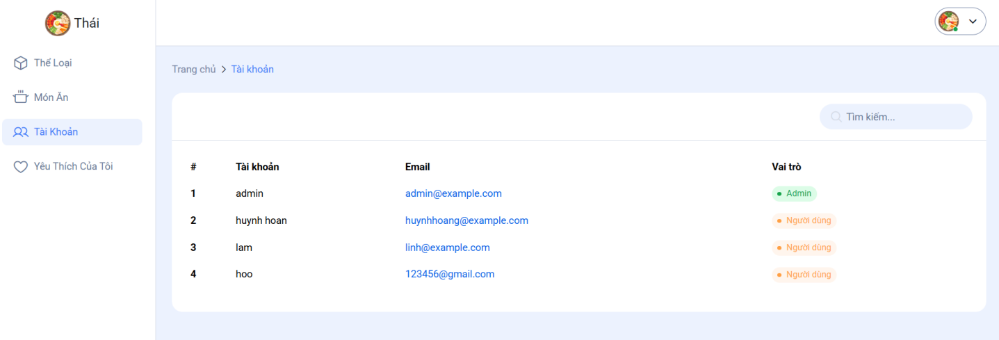 Thái
Thể Loại
Món Ăn
Tài Khoản
Yêu Thích Của Tôi
Trang chủ > Tài khoản
Tìm kiếm...
# Tài khoản Email Vai trò
1 admin admin@example.com Admin
2 huynh hoan huynhhoang@example.com Người dùng
3 lam linh@example.com Người dùng
4 hoo 123456@gmail.com Người dùng